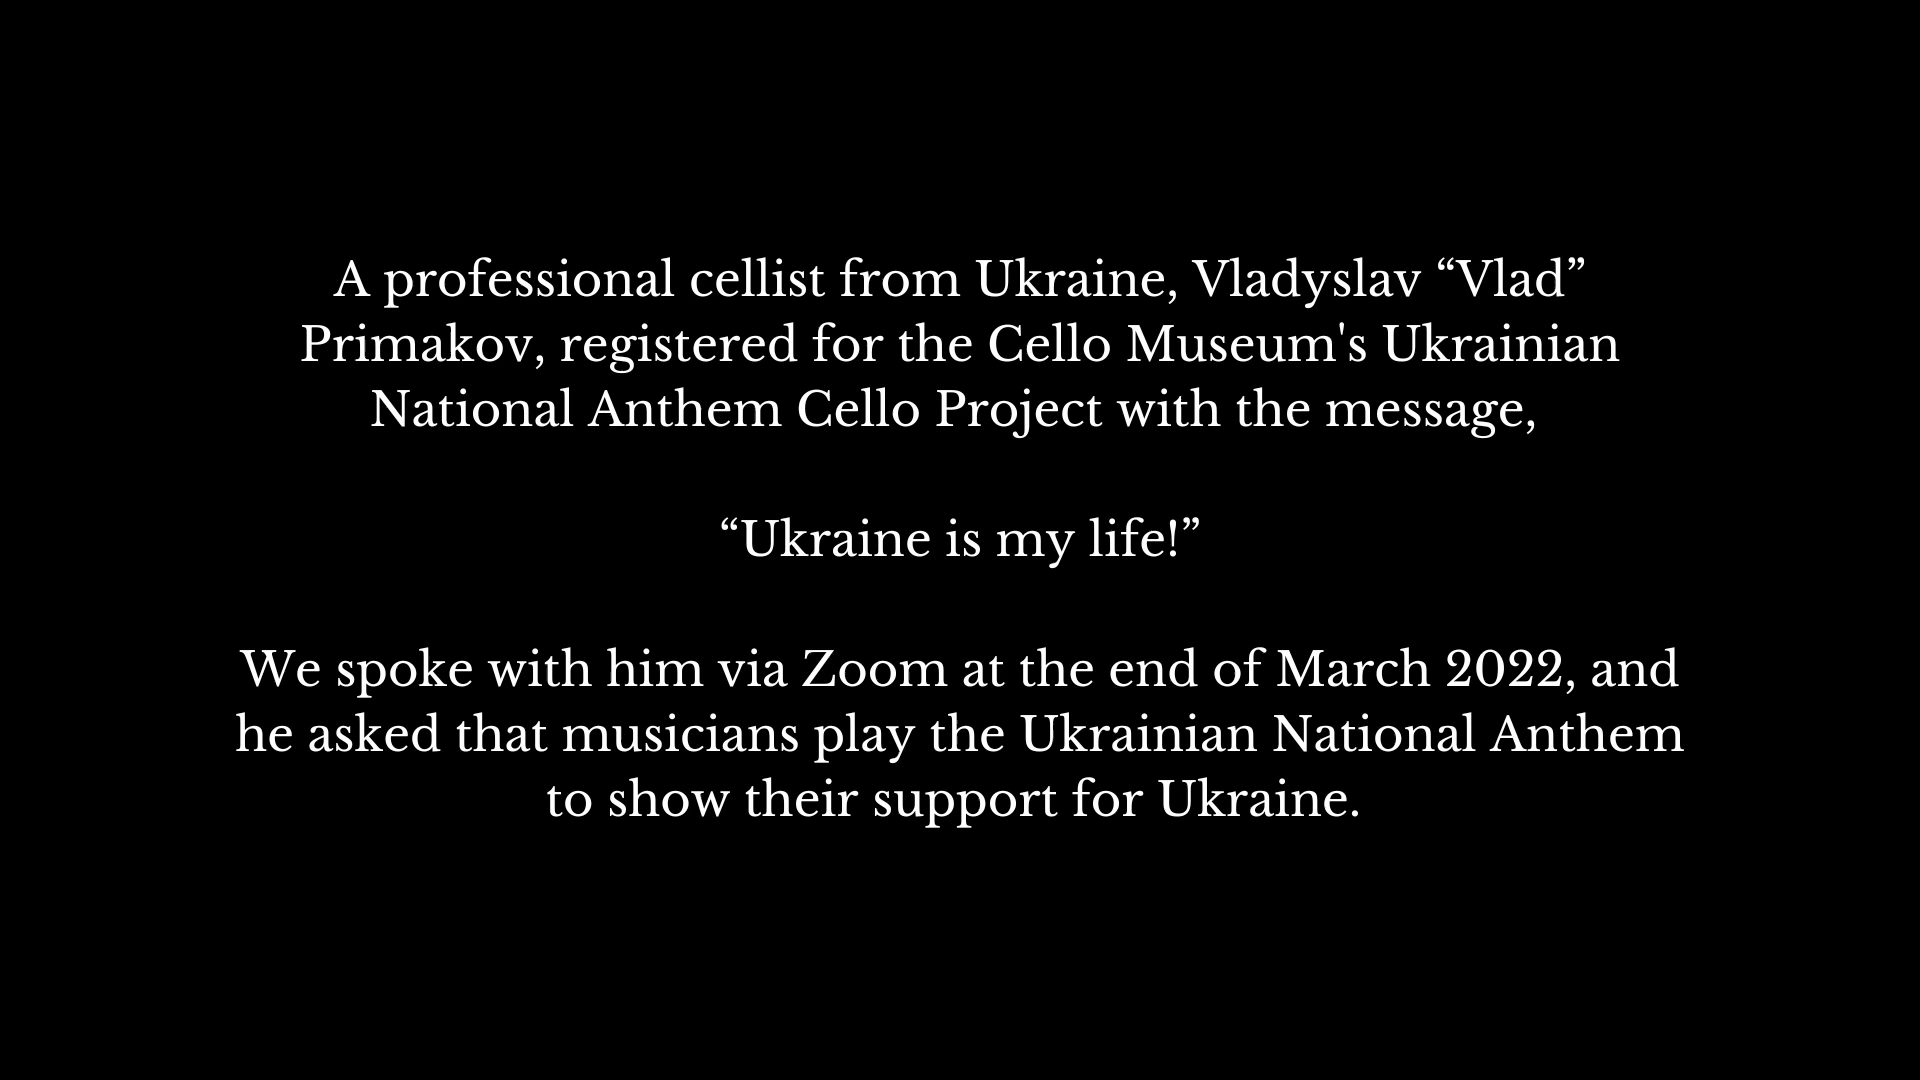 A professional cellist from Ukraine, Vladyslav “Vlad”
Primakov, registered for the Cello Museum's Ukrainian
National Anthem Cello Project with the message,
“Ukraine is my life!”
We spoke with him via Zoom at the end of March 2022, and
he asked that musicians play the Ukrainian National Anthem
to show their support for Ukraine.